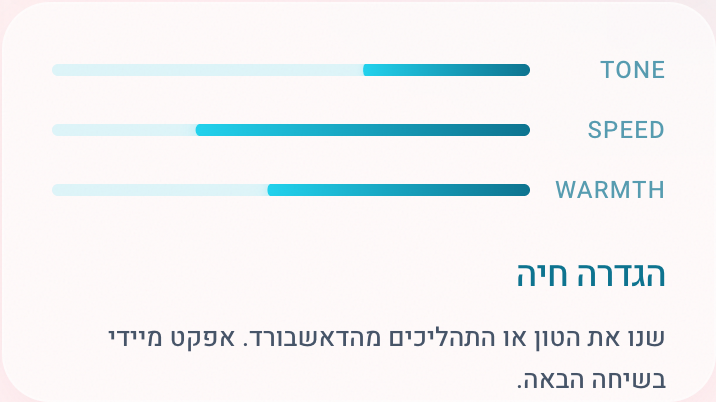 TONE
SPEED
WARMTH
הגדרה חיה
שנו את הטון או התהליכים מהדאשבורד. אפקט מיידי
בשיחה הבאה.